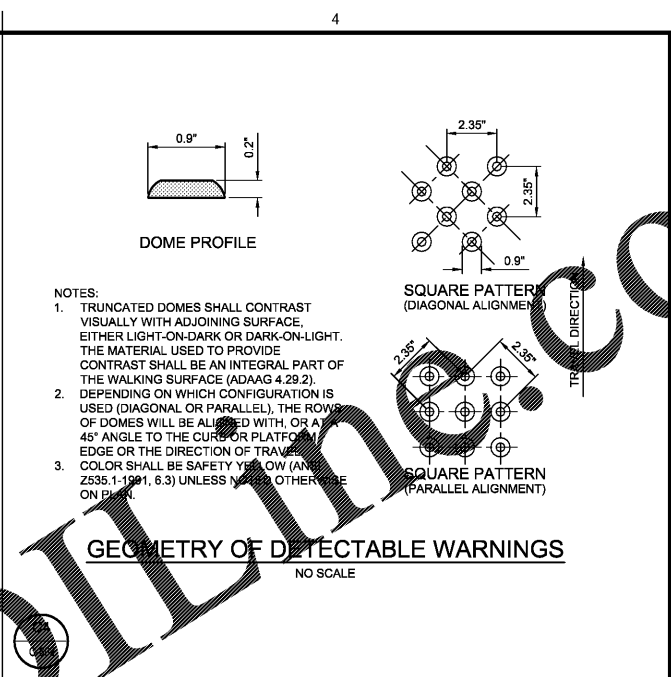 4
0.9"
0.2"
DOME PROFILE
2.35"
2.35"
0.9"
SQUARE PATTERN
(DIAGONAL ALIGNMENT)
TRAVEL DIRECTION
2.35"
2.35"
SQUARE PATTERN
(PARALLEL ALIGNMENT)
NOTES:
1. TRUNCATED DOMES SHALL CONTRAST
VISUALLY WITH ADJOINING SURFACE,
EITHER LIGHT-ON-DARK OR DARK-ON-LIGHT.
THE MATERIAL USED TO PROVIDE
CONTRAST SHALL BE AN INTEGRAL PART OF
THE WALKING SURFACE (ADAAG 4.29.2).
2. DEPENDING ON WHICH CONFIGURATION IS
USED (DIAGONAL OR PARALLEL), THE ROWS
OF DOMES WILL BE ALIGNED WITH, OR AT A
45° ANGLE TO THE CURB OR PLATFORM
EDGE OR THE DIRECTION OF TRAVEL.
3. COLOR SHALL BE SAFETY YELLOW (ANSI
Z535.1-1991, 6.3) UNLESS NOTED OTHERWISE
ON PLAN.
GEOMETRY OF DETECTABLE WARNINGS
NO SCALE
C4